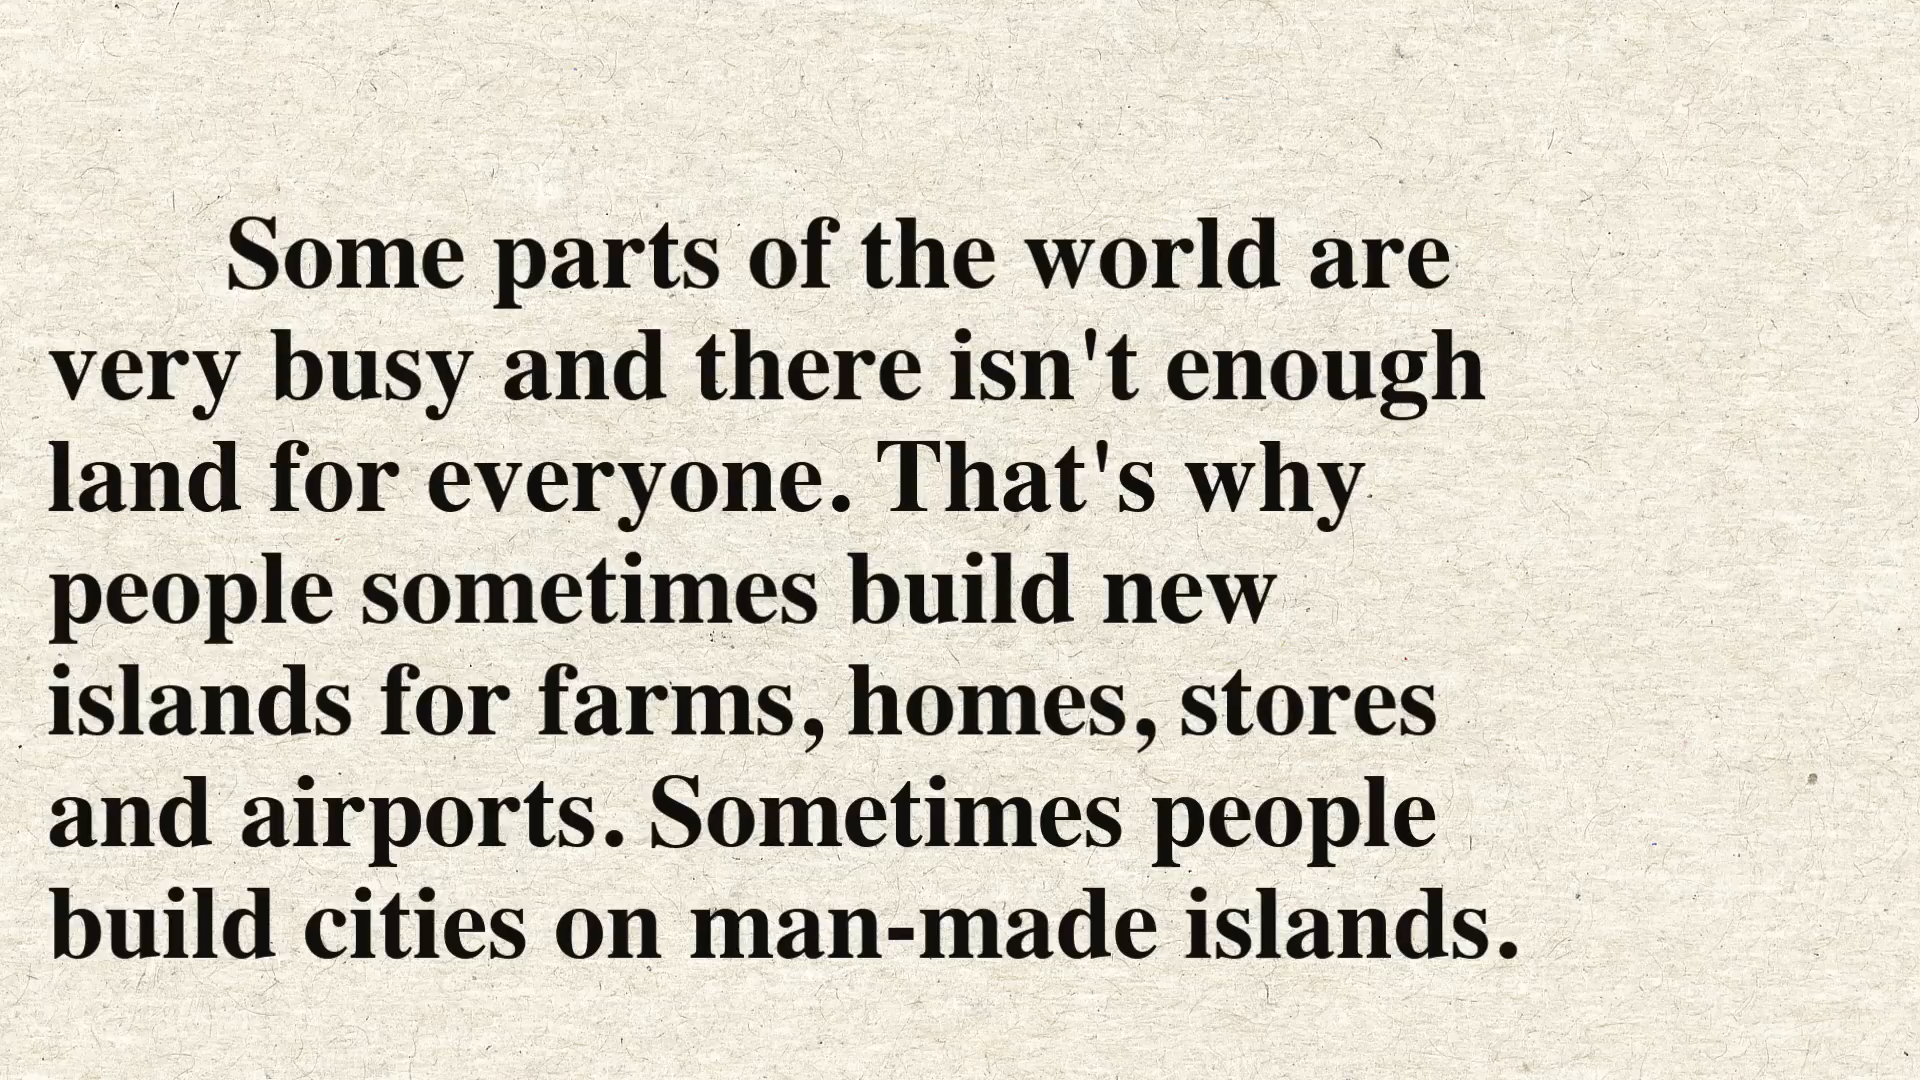 Some parts of the world are
very busy and there isn't enough
land for everyone. That's why
people sometimes build new
islands for farms, homes, stores
and airports. Sometimes people
build cities on man-made islands.